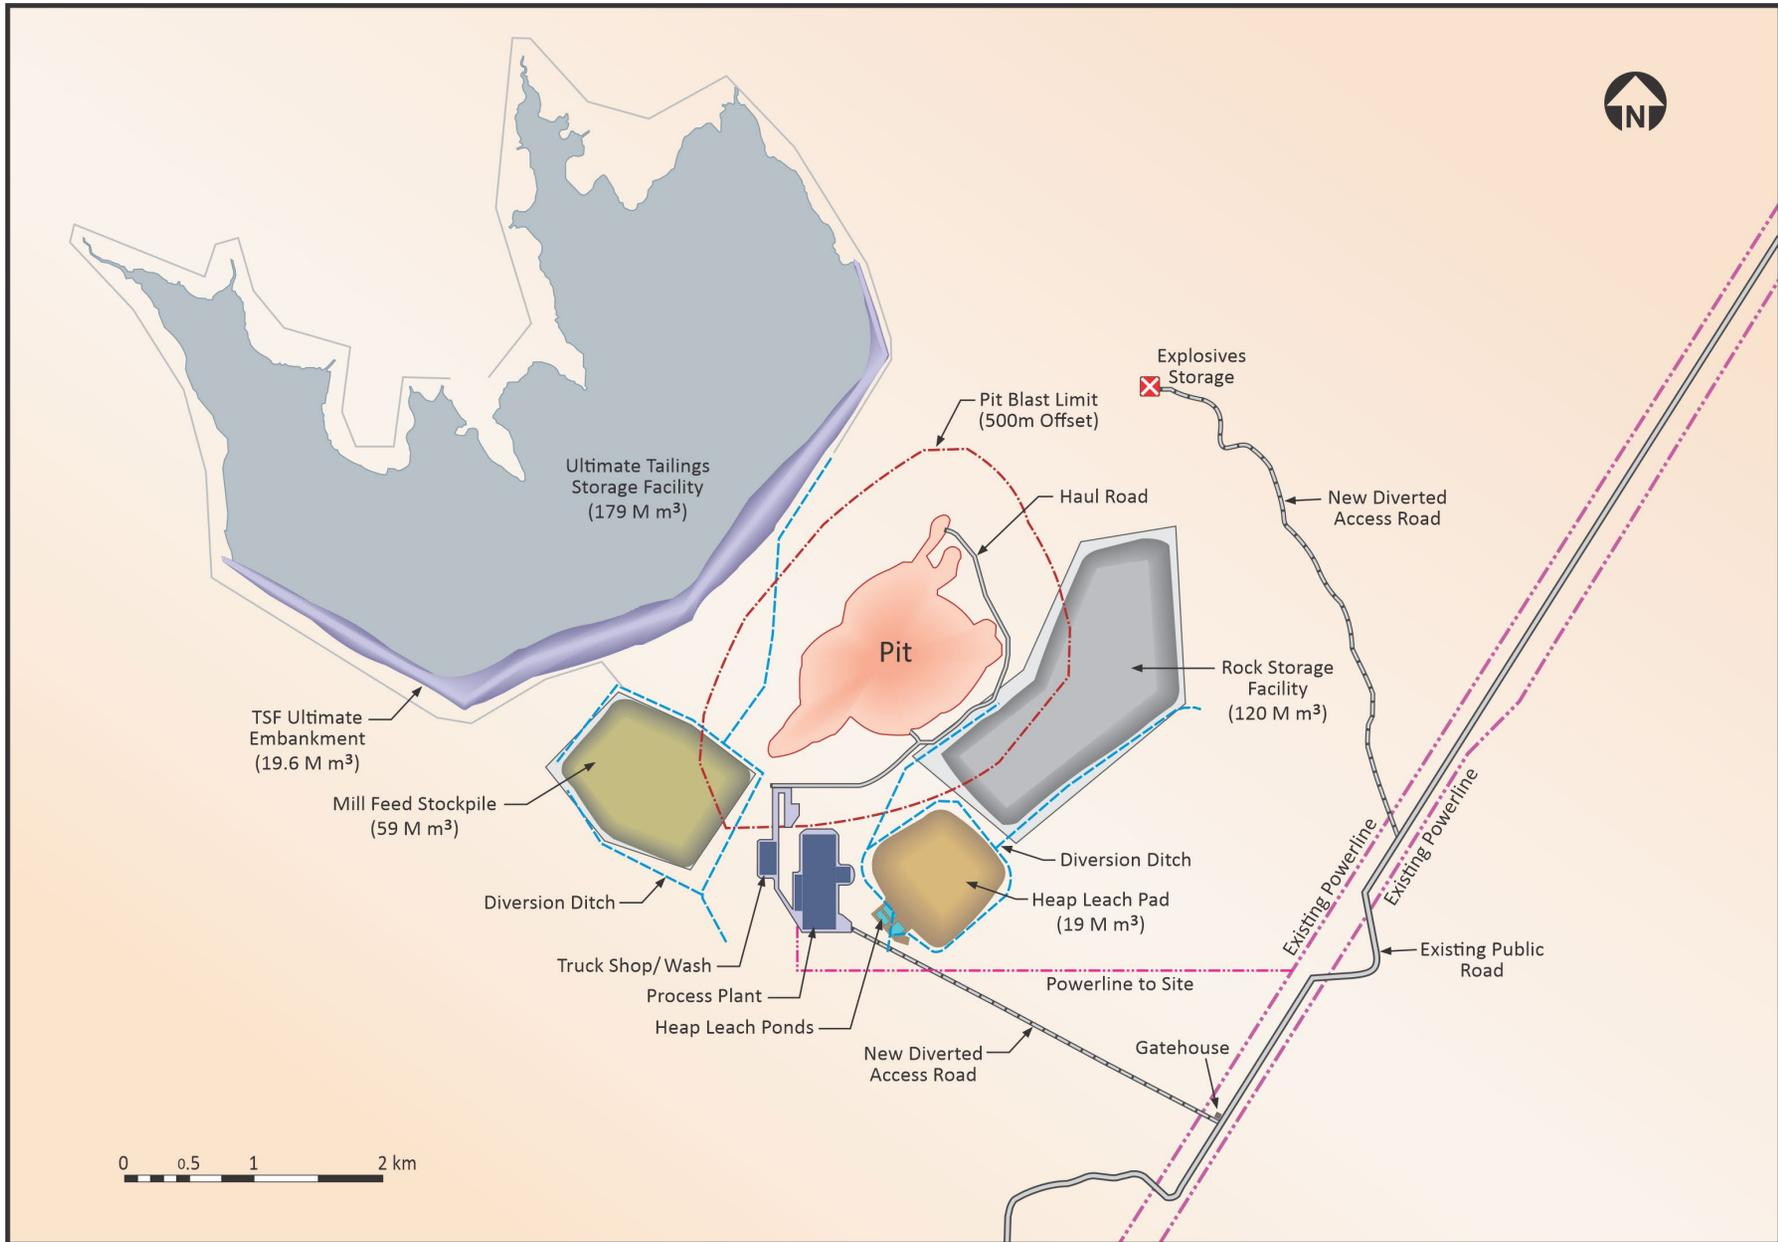 N
Explosives
Storage
Pit Blast Limit
(500m Offset)
Ultimate Tailings
Storage Facility
(179 M m³)
Haul Road
New Diverted
Access Road
Pit
Rock Storage
Facility
(120 M m³)
TSF Ultimate
Embankment
(19.6 M m³)
Mill Feed Stockpile
(59 M m³)
Existing Powerline
Existing Powerline
Diversion Ditch
Diversion Ditch
Heap Leach Pad
(19 M m³)
Existing Public
Road
Truck Shop/ Wash
Process Plant
Powerline to Site
Heap Leach Ponds
New Diverted
Access Road
Gatehouse
0 0.5 1 2 km